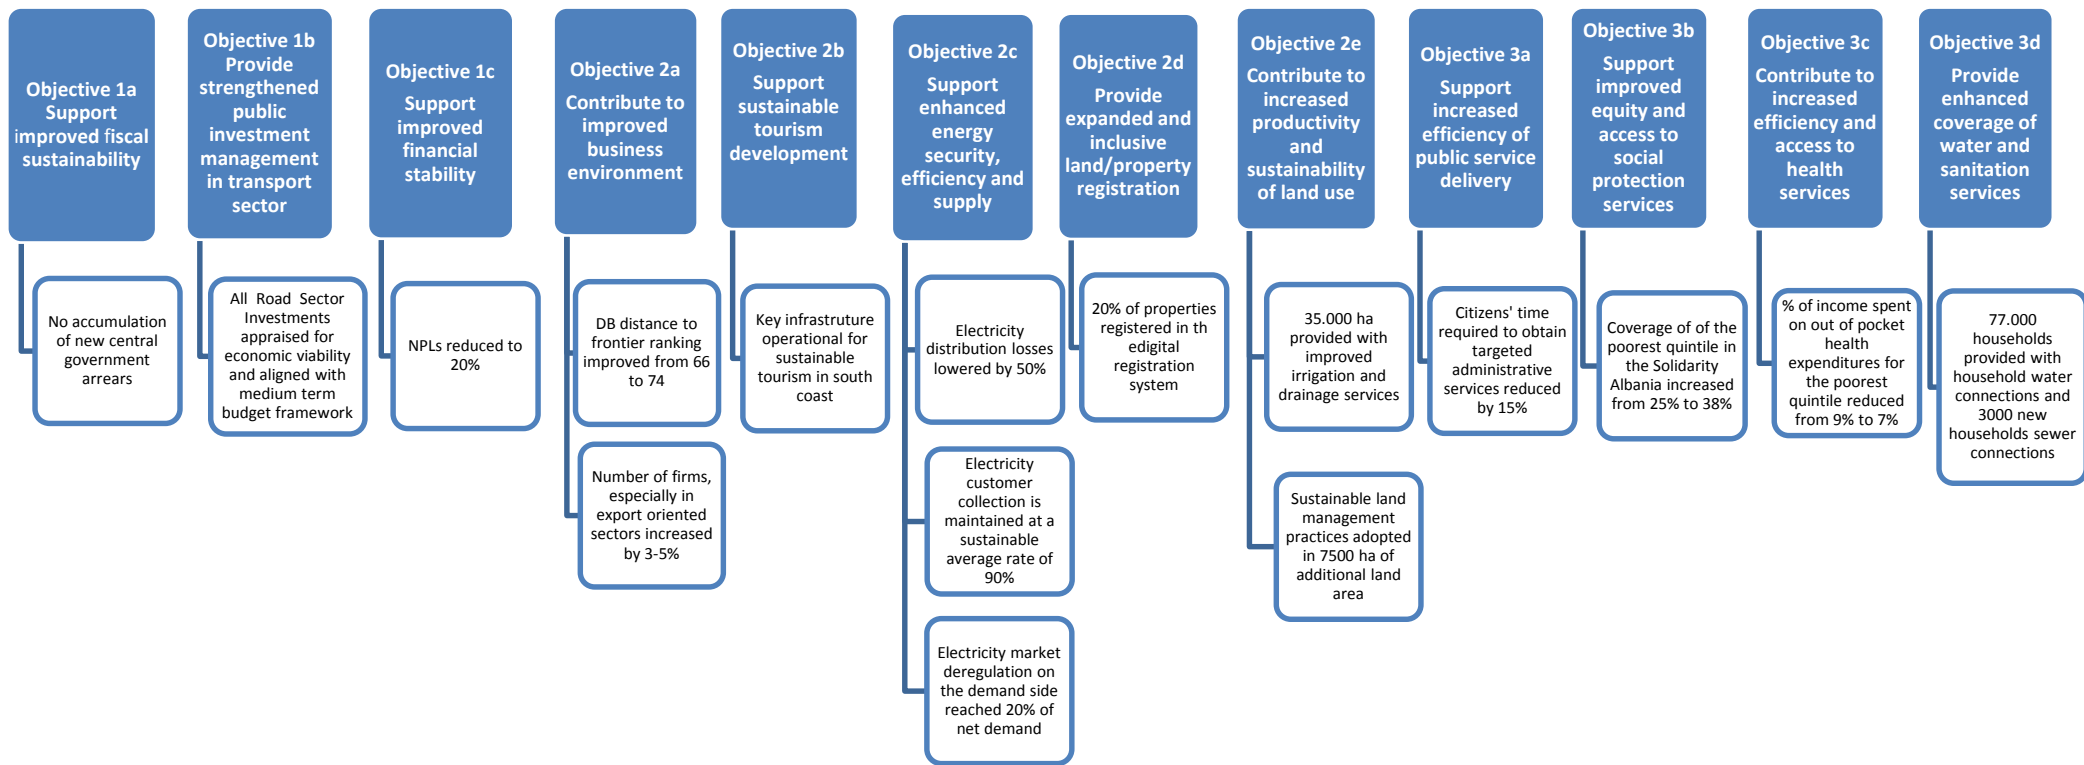 Objective 1a
Support
improved fiscal
sustainability
No accumulation
of new central
government
arrears
Objective 1b
Provide
strengthened
public
investment
management
in transport
sector
All Road Sector
Investments
appraised for
economic viability
and aligned with
medium term
budget framework
Objective 1c
Support
improved
financial
stability
NPLs reduced to
20%
Objective 2a
Contribute to
improved
business
environment
DB distance to
frontier ranking
improved from 66
to 74
Number of firms,
especially in
export oriented
sectors increased
by 3-5%
Objective 2b
Support
sustainable
tourism
development
Key infrastruture
operational for
sustainable
tourism in south
coast
Objective 2c
Support
enhanced
energy
security,
efficiency and
supply
Electricity
distribution losses
lowered by 50%
Electricity
customer
collection is
maintained at a
sustainable
average rate of
90%
Electricity market
deregulation on
the demand side
reached 20% of
net demand
Objective 2d
Provide
expanded and
inclusive
land/property
registration
20% of properties
registered in th
edigital
registration
system
Objective 2e
Contribute to
increased
productivity
and
sustainability
of land use
35.000 ha
provided with
improved
irrigation and
drainage services
Sustainable land
management
practices adopted
in 7500 ha of
additional land
area
Objective 3a
Support
increased
efficiency of
public service
delivery
Citizens' time
required to obtain
targeted
administrative
services reduced
by 15%
Objective 3b
Support
improved
equity and
access to
social
protection
services
Coverage of of the
poorest quintile in
the Solidarity
Albania increased
from 25% to 38%
Objective 3c
Contribute to
increased
efficiency and
access to
health
services
% of income spent
on out of pocket
health
expenditures for
the poorest
quintile reduced
from 9% to 7%
Objective 3d
Provide
enhanced
coverage of
water and
sanitation
services
77.000
households
provided with
household water
connections and
3000 new
households sewer
connections